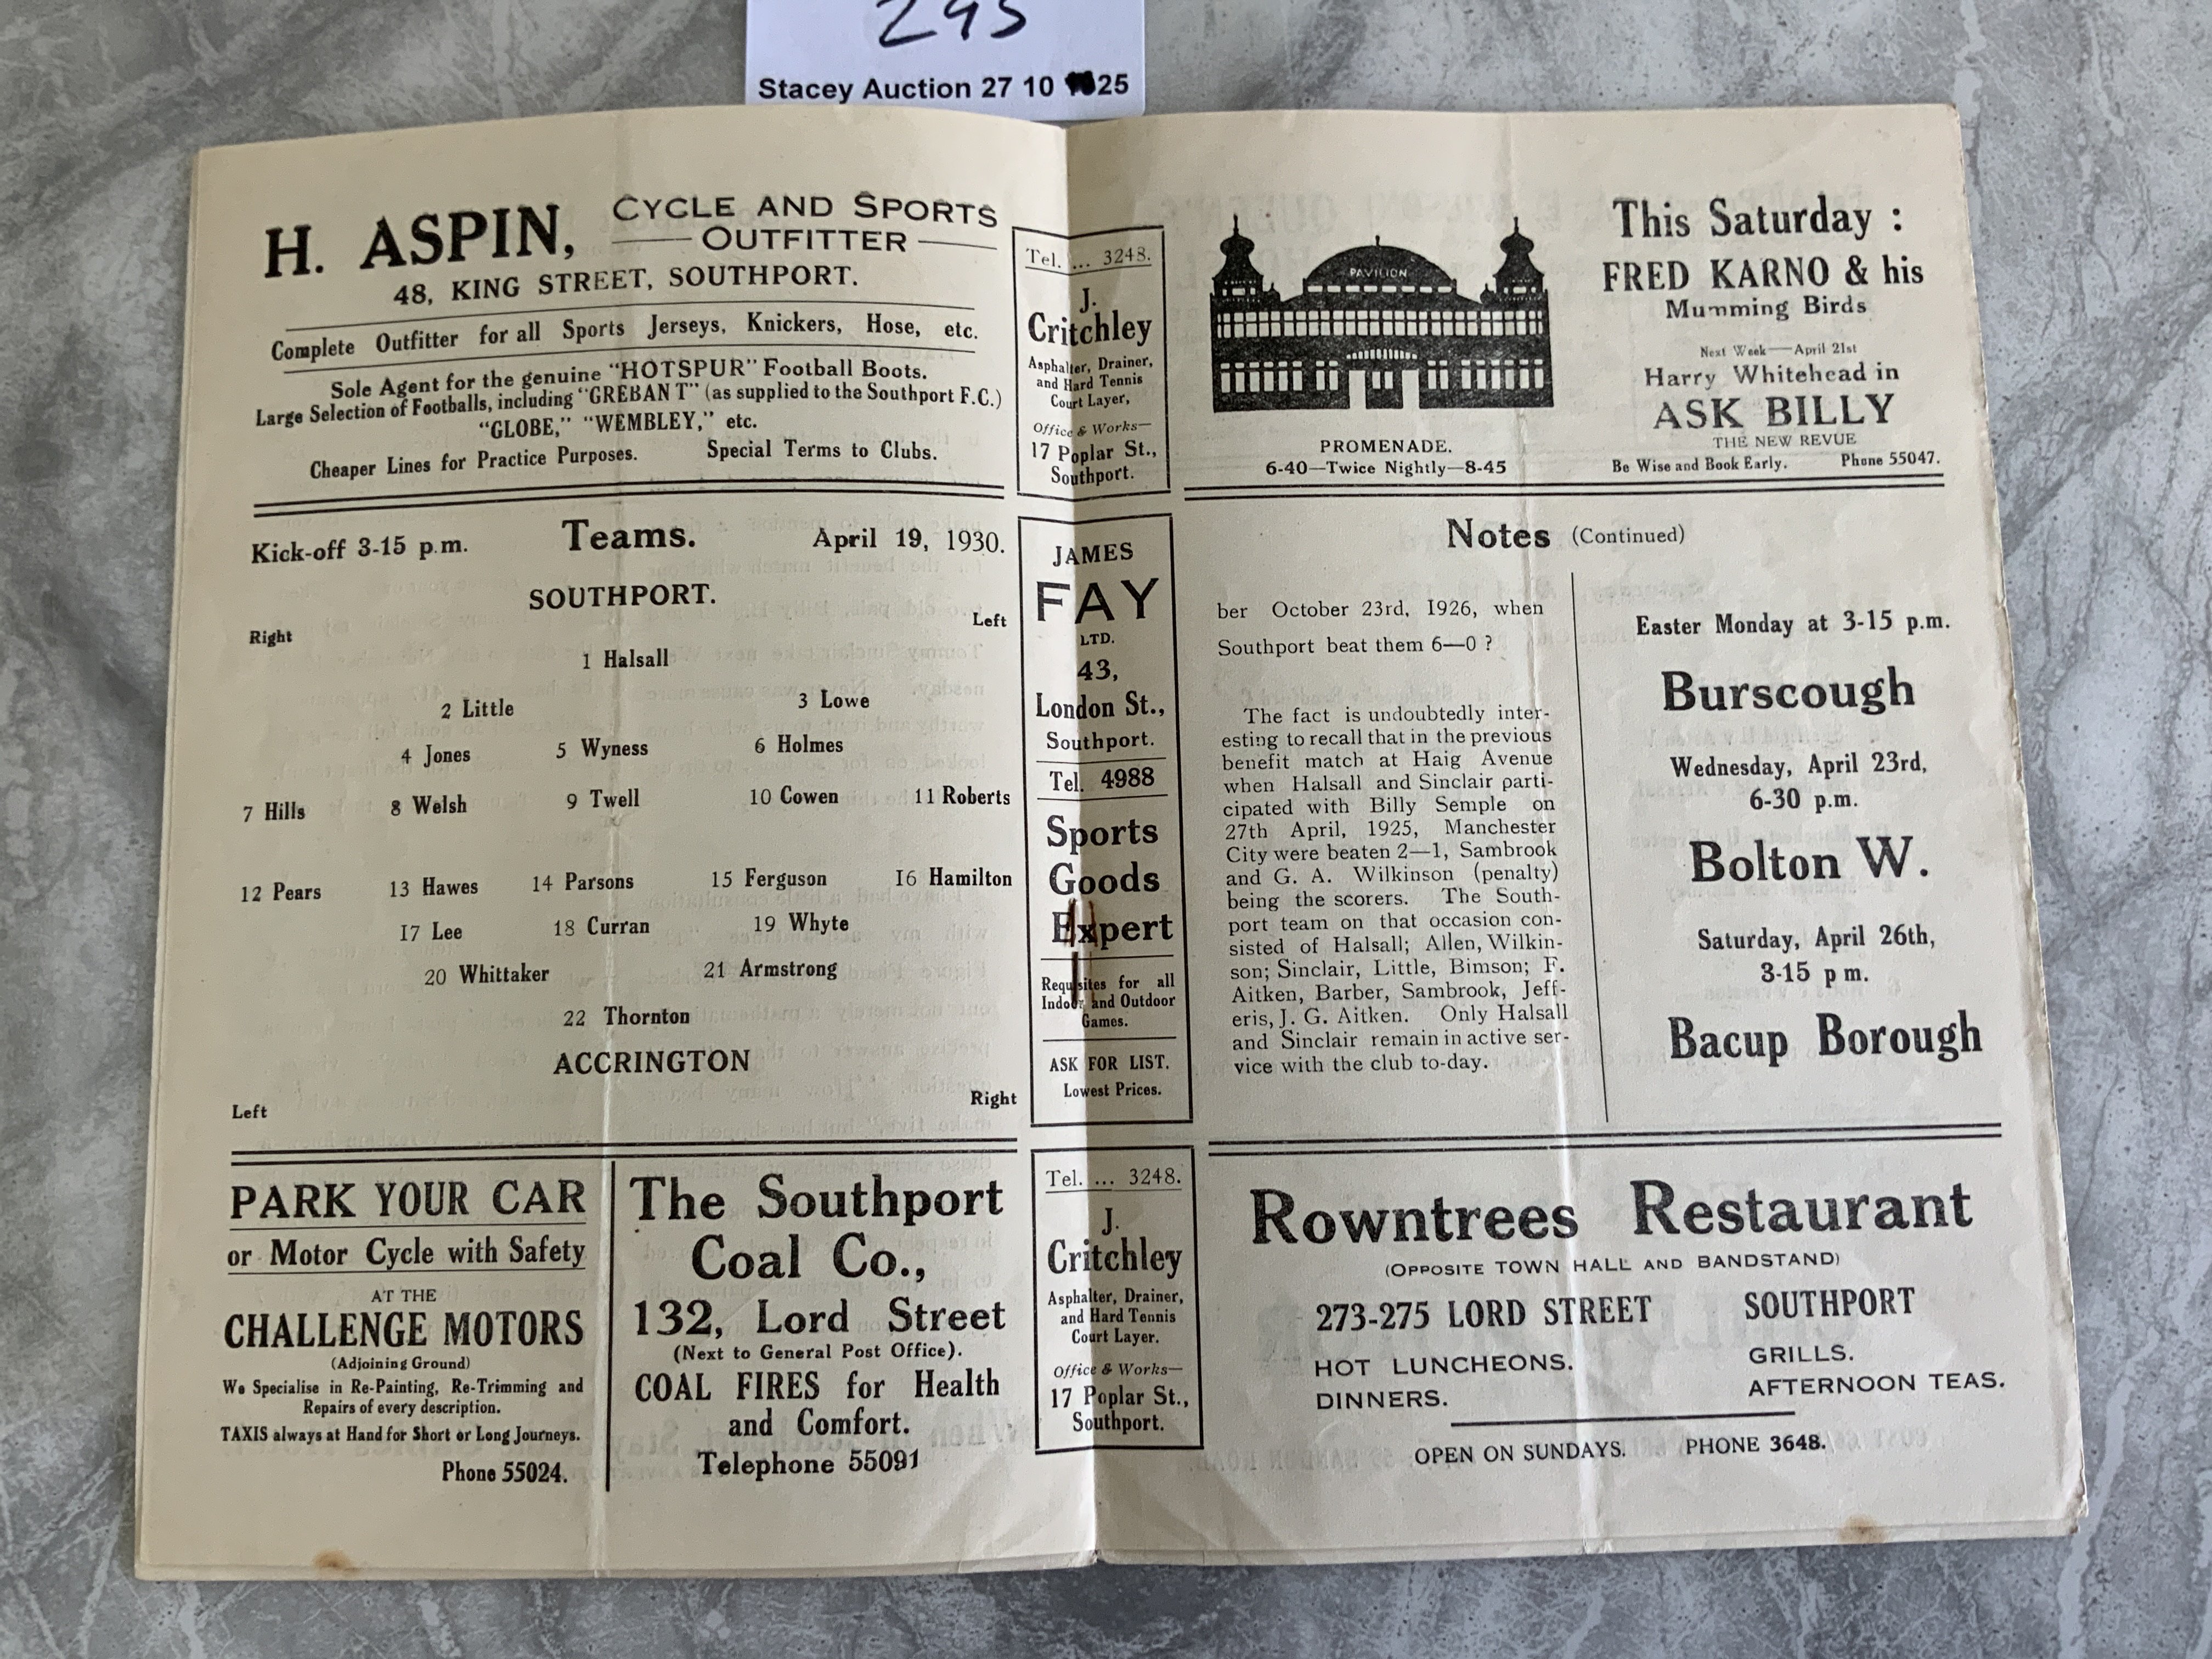 295
Stacey Auction 27 10 25
H. ASPIN, CYCLE AND SPORTS
OUTFITTER
48, KING STREET, SOUTHPORT.
Complete Outfitter for all Sports Jerseys, Knickers, Hose, etc.
Sole Agent for the genuine "HOTSPUR" Football Boots.
Large Selection of Footballs, including "GREBAN T" (as supplied to the Southport F.C.)
"GLOBE," "WEMBLEY," etc.
Cheaper Lines for Practice Purposes. Special Terms to Clubs.
Kick-off 3-15 p.m. Teams. April 19, 1930.
SOUTHPORT.
Right Left
1 Halsall
2 Little 3 Lowe
4 Jones 5 Wyness 6 Holmes
7 Hills 8 Welsh 9 Twell 10 Cowen 11 Roberts
12 Pears 13 Hawes 14 Parsons 15 Ferguson 16 Hamilton
17 Lee 18 Curran 19 Whyte
20 Whittaker 21 Armstrong
22 Thornton
ACCRINGTON
Left Right
PARK YOUR CAR
or Motor Cycle with Safety
AT THE
CHALLENGE MOTORS
(Adjoining Ground)
We Specialise in Re-Painting, Re-Trimming and
Repairs of every description.
TAXIS always at Hand for Short or Long Journeys.
Phone 55024.
The Southport
Coal Co.,
132, Lord Street
(Next to General Post Office).
COAL FIRES for Health
and Comfort.
Telephone 55091
Tel. ... 3248.
J.
Critchley
Asphalter, Drainer,
and Hard Tennis
Court Layer,
Office & Works—
17 Poplar St.,
Southport.
JAMES
FAY
LTD.
43,
London St.,
Southport.
Tel. 4988
Sports
Goods
Expert
Requisites for all
Indoor and Outdoor
Games.
ASK FOR LIST.
Lowest Prices.
Tel. ... 3248.
J.
Critchley
Asphalter, Drainer,
and Hard Tennis
Court Layer.
Office & Works—
17 Poplar St.,
Southport.
PAVILION
PROMENADE.
6-40—Twice Nightly—8-45
This Saturday :
FRED KARNO & his
Mumming Birds
Next Week—April 21st
Harry Whitehead in
ASK BILLY
THE NEW REVUE
Be Wise and Book Early. Phone 55047.
Notes (Continued)
ber October 23rd, 1926, when
Southport beat them 6—0 ?
The fact is undoubtedly inter-
esting to recall that in the previous
benefit match at Haig Avenue
when Halsall and Sinclair parti-
cipated with Billy Semple on
27th April, 1925, Manchester
City were beaten 2—1, Sambrook
and G. A. Wilkinson (penalty)
being the scorers. The South-
port team on that occasion con-
sisted of Halsall; Allen, Wilkin-
son; Sinclair, Little, Bimson; F.
Aitken, Barber, Sambrook, Jeff-
eris, J. G. Aitken. Only Halsall
and Sinclair remain in active ser-
vice with the club to-day.
Easter Monday at 3-15 p.m.
Burscough
Wednesday, April 23rd,
6-30 p.m.
Bolton W.
Saturday, April 26th,
3-15 p m.
Bacup Borough
Rowntrees Restaurant
(OPPOSITE TOWN HALL AND BANDSTAND)
273-275 LORD STREET SOUTHPORT
HOT LUNCHEONS. GRILLS.
DINNERS. AFTERNOON TEAS.
OPEN ON SUNDAYS. PHONE 3648.